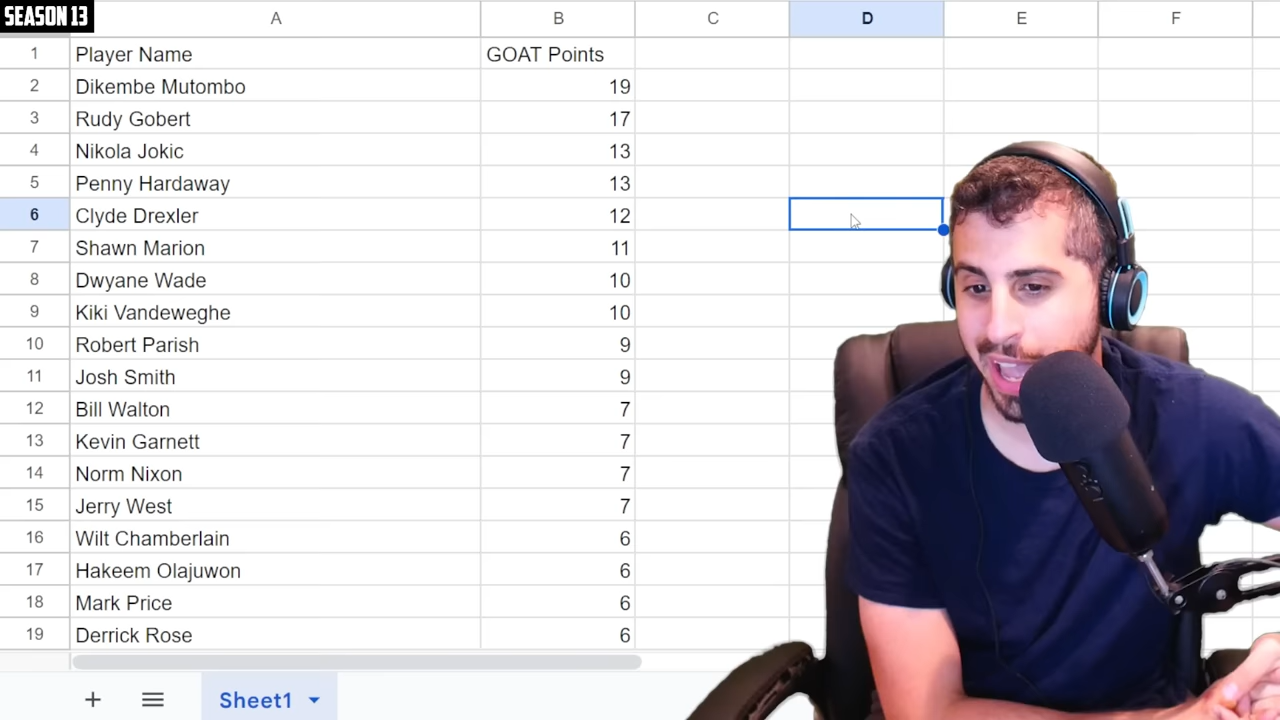 SEASON 13
A B C D E F
1 Player Name GOAT Points
2 Dikembe Mutombo 19
3 Rudy Gobert 17
4 Nikola Jokic 13
5 Penny Hardaway 13
6 Clyde Drexler 12
7 Shawn Marion 11
8 Dwyane Wade 10
9 Kiki Vandeweghe 10
10 Robert Parish 9
11 Josh Smith 9
12 Bill Walton 7
13 Kevin Garnett 7
14 Norm Nixon 7
15 Jerry West 7
16 Wilt Chamberlain 6
17 Hakeem Olajuwon 6
18 Mark Price 6
19 Derrick Rose 6
Sheet1